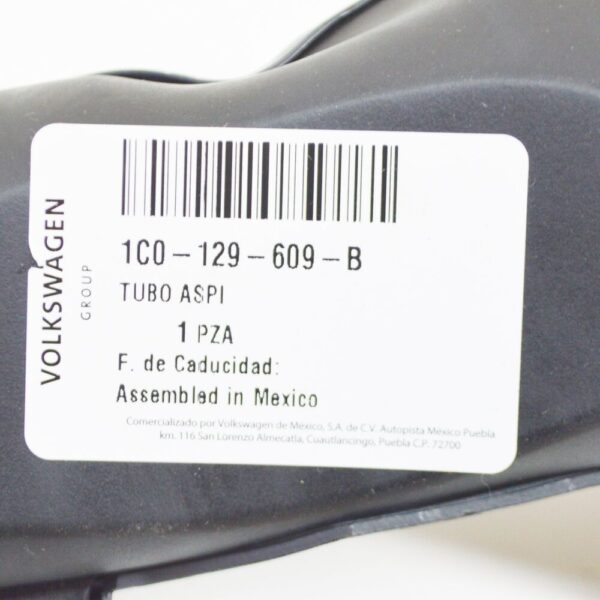 VOLKSWAGEN
GROUP
1C0-129-609-B
TUBO ASPI
1 PZA
F. de Caducidad:
Assembled in Mexico
Comercializado por Volkswagen de Mexico, S.A. de C.V. Autopista México Puebla
km. 116 San Lorenzo Almecatla, Cuautlancingo, Puebla C.P. 72700